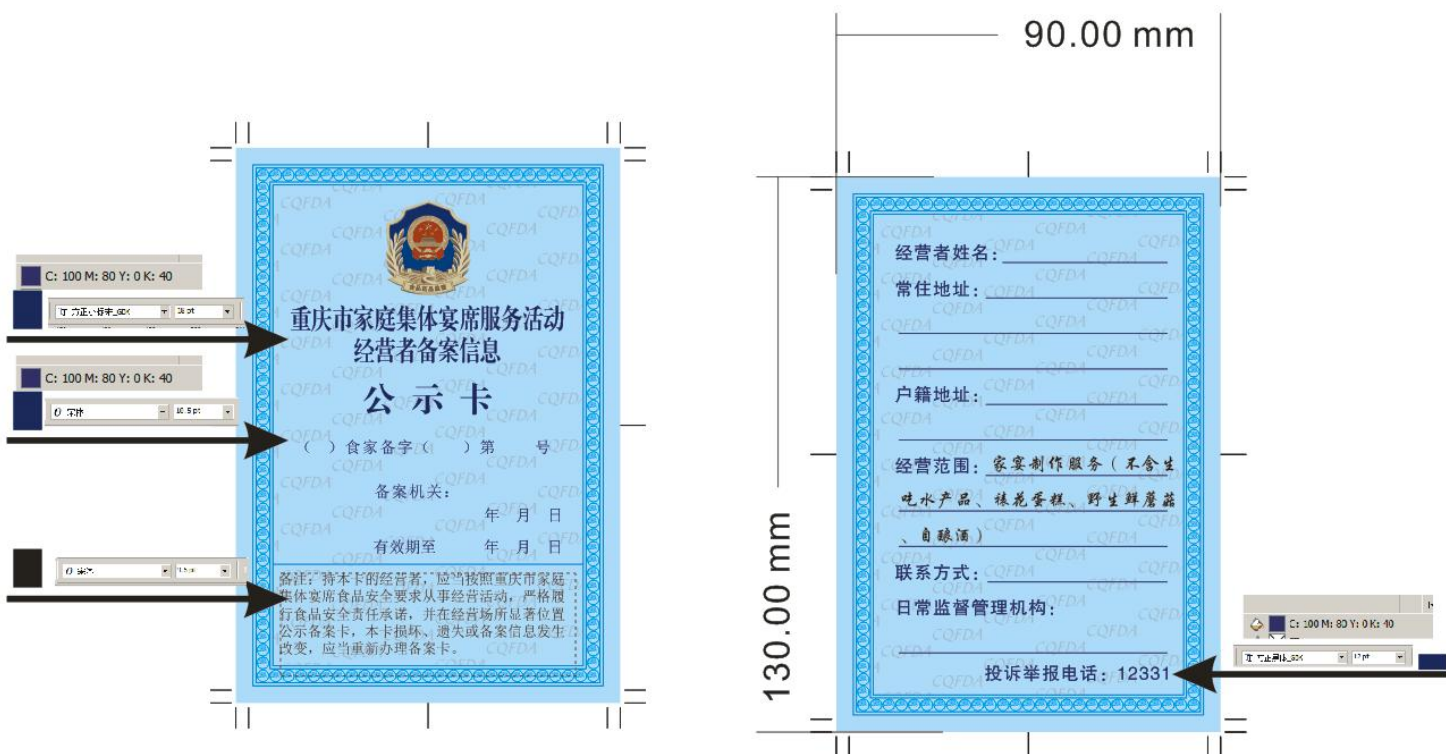 90.00 mm
130.00 mm
C: 100 M: 80 Y: 0 K: 40
C: 100 M: 80 Y: 0 K: 40
10.5 pt
CQFDA
重庆市家庭集体宴席服务活动
经营者备案信息
公示卡
（ ）食家备字（ ）第 号
备案机关：
年 月 日
有效期至 年 月 日
备注：持本卡的经营者，应当按照重庆市家庭
集体宴席食品安全要求从事经营活动，严格履
行食品安全责任承诺，并在经营场所显著位置
公示备案卡，本卡损坏、遗失或备案信息发生
改变，应当重新办理备案卡。
经营者姓名：
常住地址：
户籍地址：
经营范围：家宴制作服务（不含生
吃水产品、裱花蛋糕、野生鲜蘑菇
、自酿酒）
联系方式：
日常监督管理机构：
投诉举报电话：12331
C: 100 M: 80 Y: 0 K: 40
12 pt